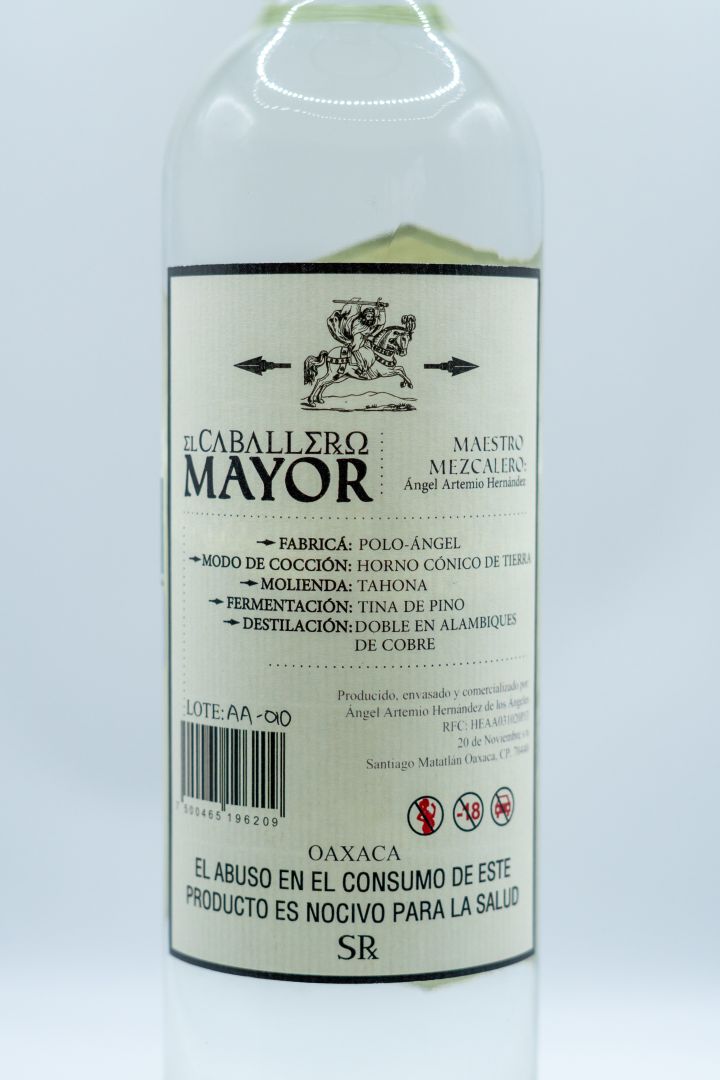 EL CABALLERO
MAYOR
MAESTRO
MEZCALERO:
Ángel Artemio Hernández
FABRICÁ: POLO-ÁNGEL
MODO DE COCCIÓN: HORNO CÓNICO DE TIERRA
MOLIENDA: TAHONA
FERMENTACIÓN: TINA DE PINO
DESTILACIÓN: DOBLE EN ALAMBIQUES
DE COBRE
Producido, envasado y comercializado por:
Ángel Artemio Hernández de los Angeles
RFC:
20 de Noviembre
Santiago Matatlán Oaxaca, CP.
LOTE: AA-010
7 500465 196209
-18
OAXACA
EL ABUSO EN EL CONSUMO DE ESTE
PRODUCTO ES NOCIVO PARA LA SALUD